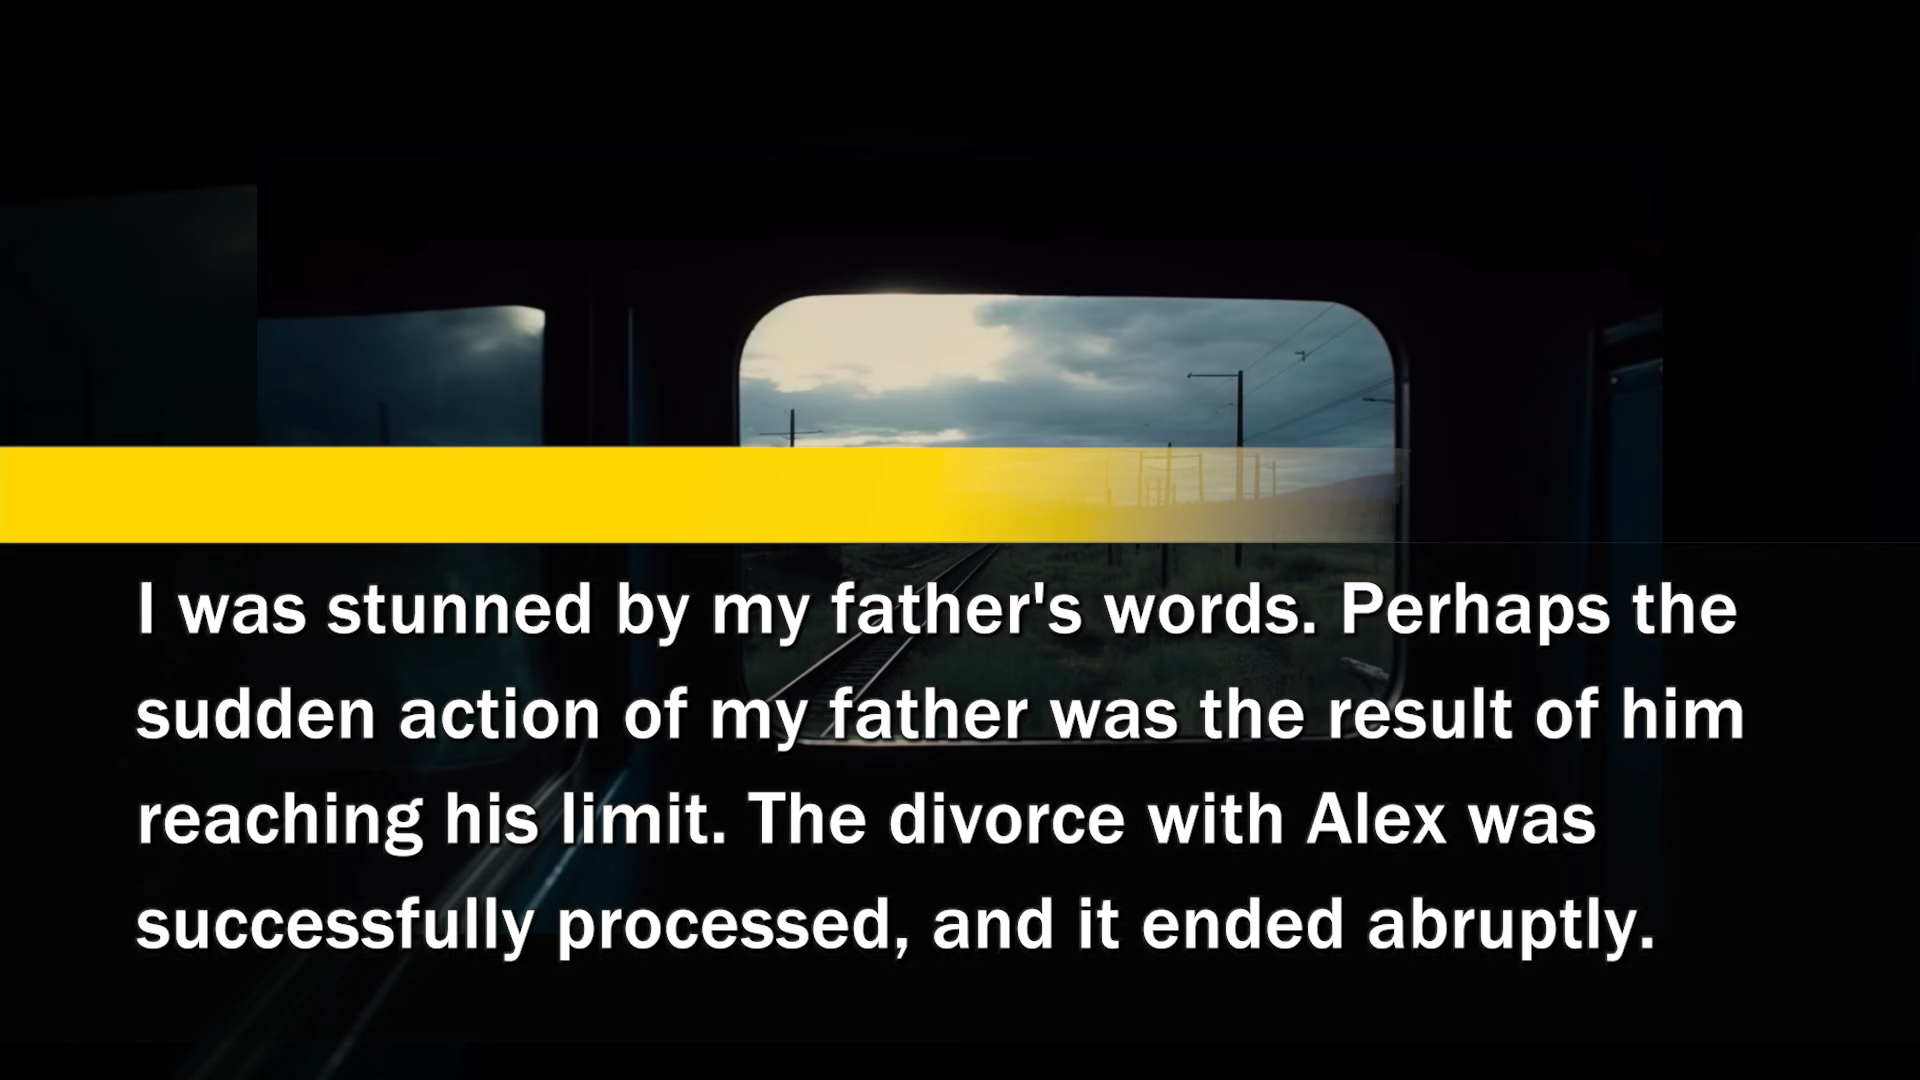 I was stunned by my father's words. Perhaps the
sudden action of my father was the result of him
reaching his limit. The divorce with Alex was
successfully processed, and it ended abruptly.